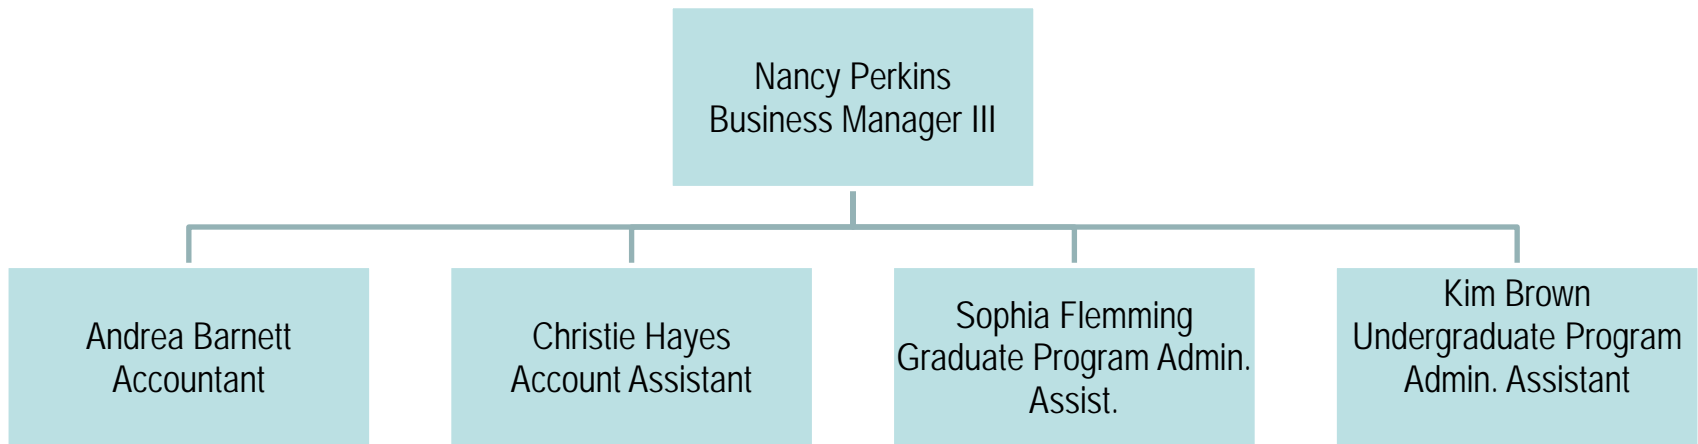 Nancy Perkins
Business Manager III
Andrea Barnett
Accountant
Christie Hayes
Account Assistant
Sophia Flemming
Graduate Program Admin.
Assist.
Kim Brown
Undergraduate Program
Admin. Assistant